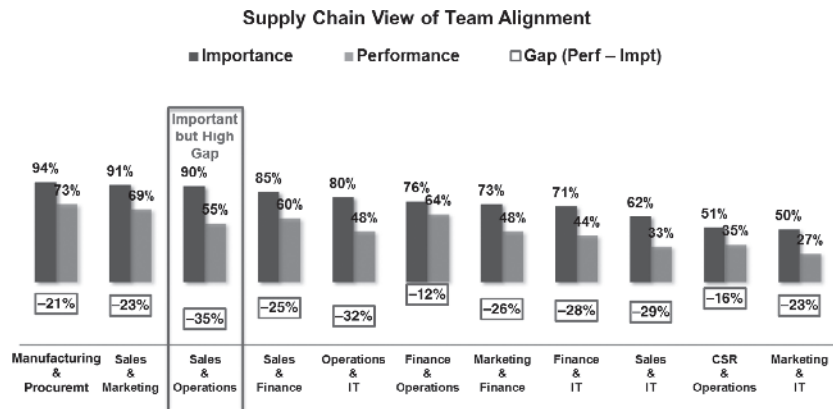 Supply Chain View of Team Alignment
Importance Performance Gap (Perf – Impt)
Important
but High
Gap
94% 73% 91% 69% 90% 55% 85% 60% 80% 48% 76% 64% 73% 48% 71% 44% 62% 33% 51% 35% 50% 27%
–21% –23% –35% –25% –32% –12% –26% –28% –29% –16% –23%
Manufacturing Sales Sales Sales Operations Finance Marketing Finance Sales CSR Marketing
& & & & & & & & & & &
Procuremt Marketing Operations Finance IT Operations Finance IT IT Operations IT